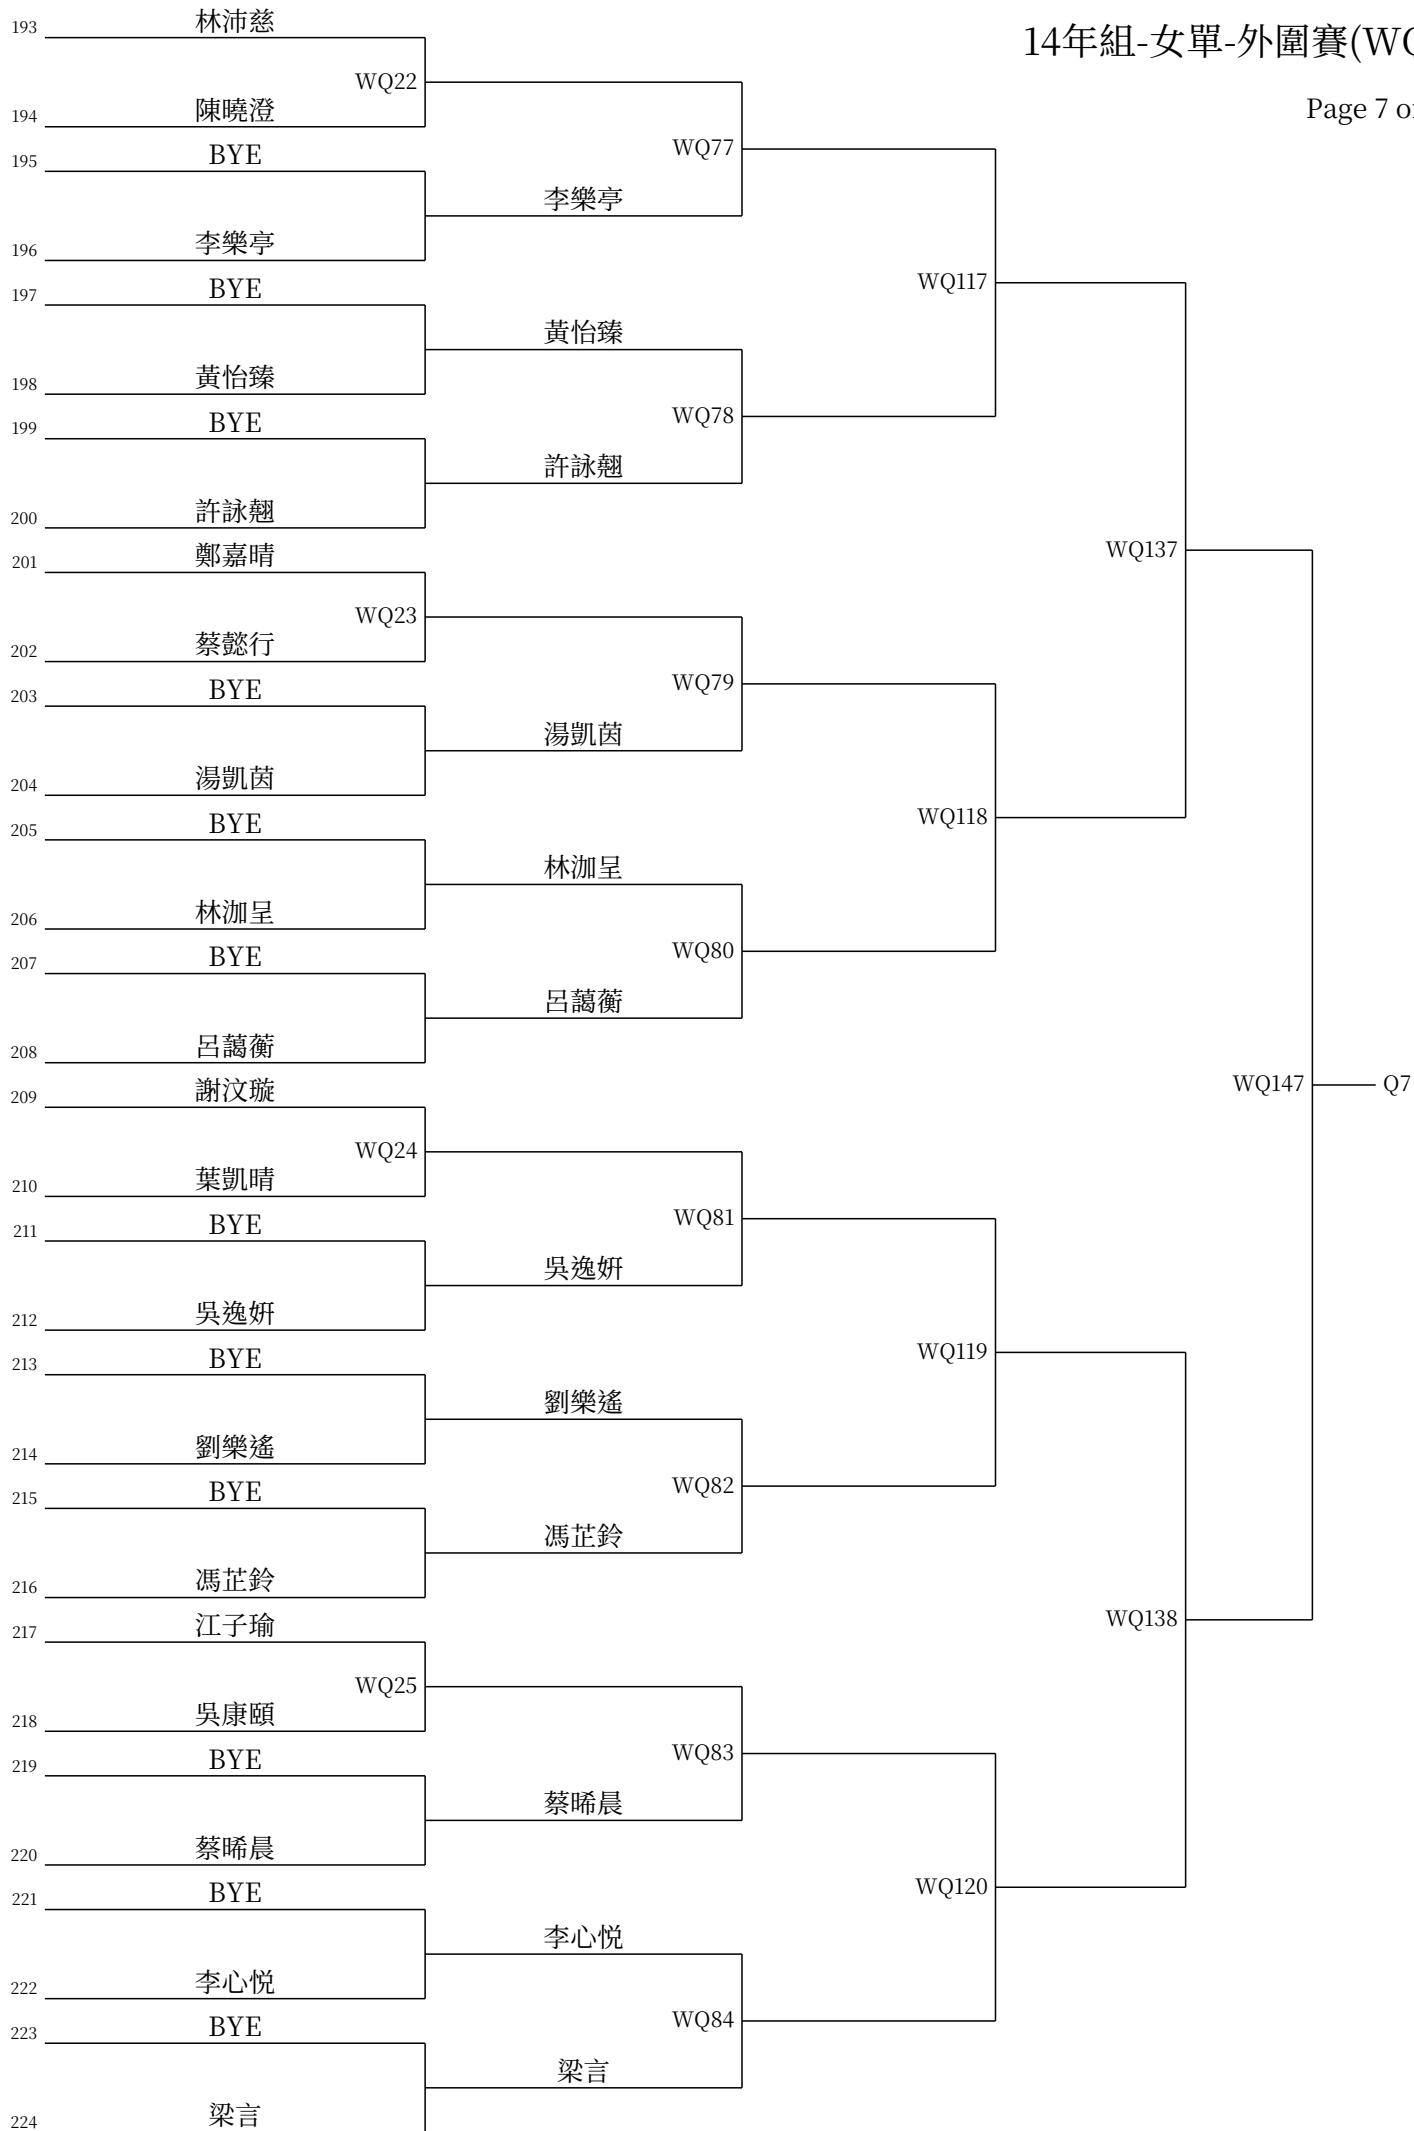 14年組-女單-外圍賽(WQ
Page 7 of
193 林沛慈
WQ22
194 陳曉澄
195 BYE
WQ77
李樂亭
196 李樂亭
197 BYE
WQ117
黃怡臻
198 黃怡臻
199 BYE
WQ78
許詠翹
200 許詠翹
201 鄭嘉晴
WQ137
WQ23
202 蔡懿行
203 BYE
WQ79
湯凱茵
204 湯凱茵
205 BYE
WQ118
林泇呈
206 林泇呈
207 BYE
WQ80
呂藹蘅
208 呂藹蘅
209 謝汶璇
WQ147 Q7
WQ24
210 葉凱晴
211 BYE
WQ81
吳逸妍
212 吳逸妍
213 BYE
WQ119
劉樂遙
214 劉樂遙
215 BYE
WQ82
馮芷鈴
216 馮芷鈴
217 江子瑜
WQ138
WQ25
218 吳康頤
219 BYE
WQ83
蔡晞晨
220 蔡晞晨
221 BYE
WQ120
李心悦
222 李心悦
223 BYE
WQ84
梁言
224 梁言